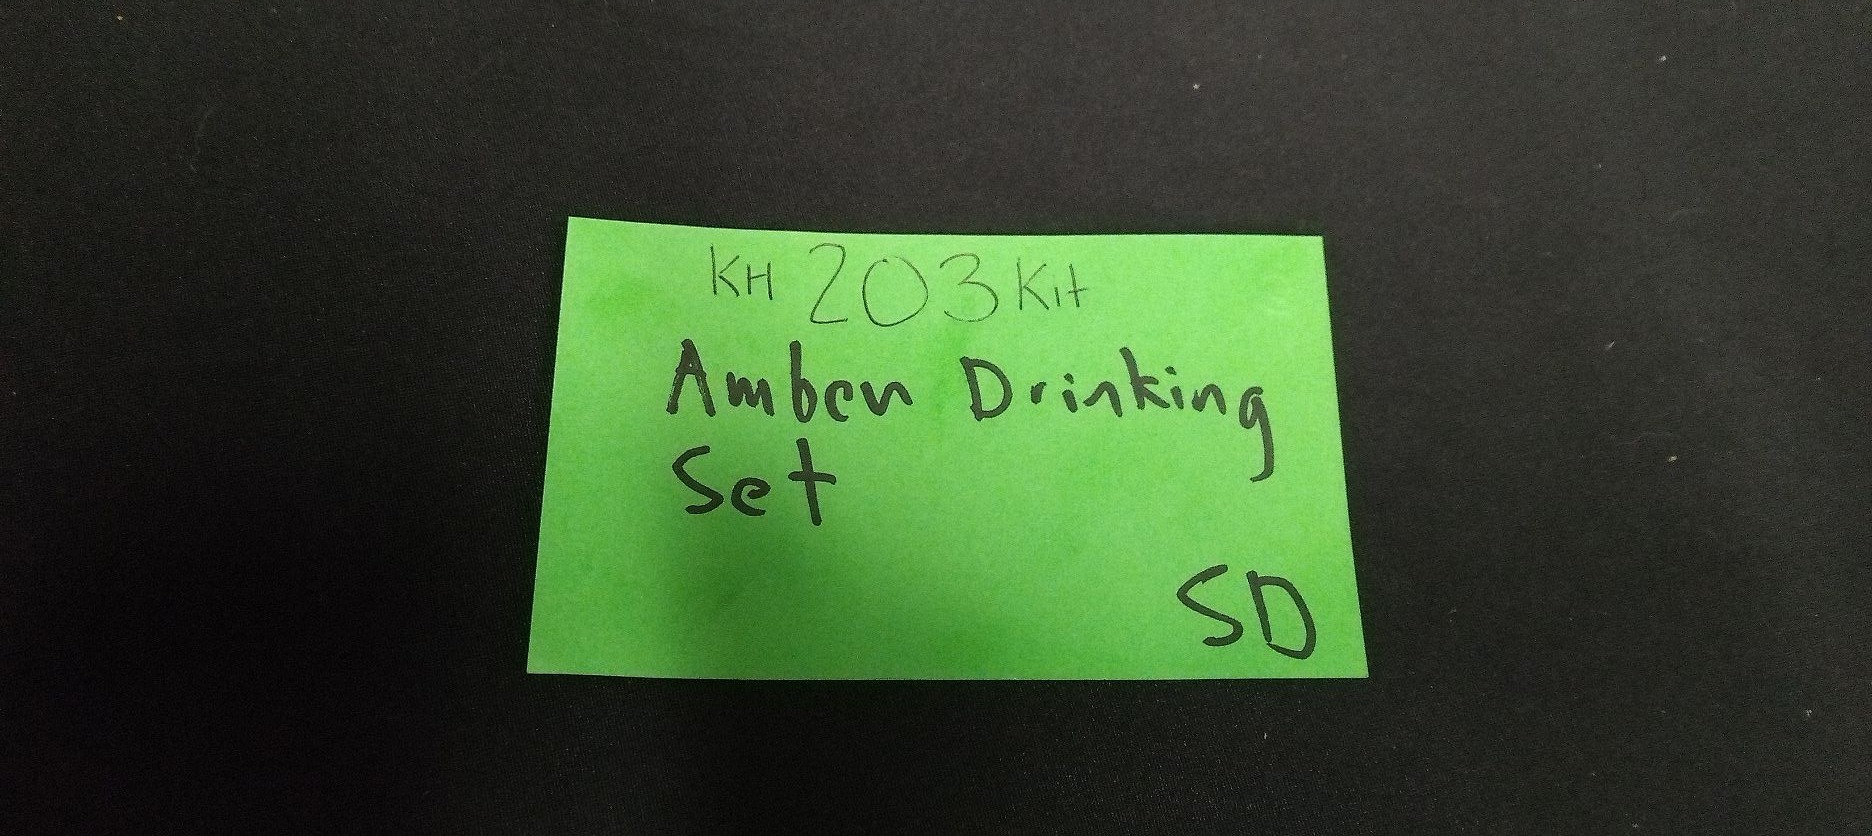 KH 203 Kit
Amber Drinking
Set
SD